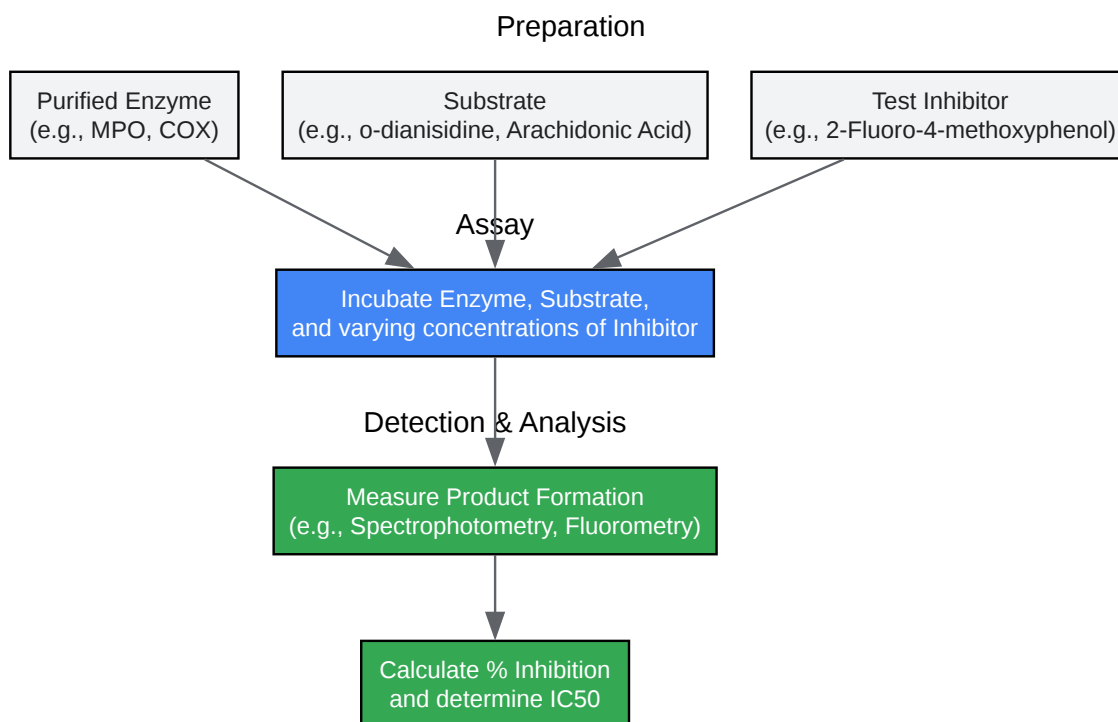 Preparation
Purified Enzyme
(e.g., MPO, COX)
Substrate
(e.g., o-dianisidine, Arachidonic Acid)
Test Inhibitor
(e.g., 2-Fluoro-4-methoxyphenol)
Assay
Incubate Enzyme, Substrate,
and varying concentrations of Inhibitor
Detection & Analysis
Measure Product Formation
(e.g., Spectrophotometry, Fluorometry)
Calculate % Inhibition
and determine IC50